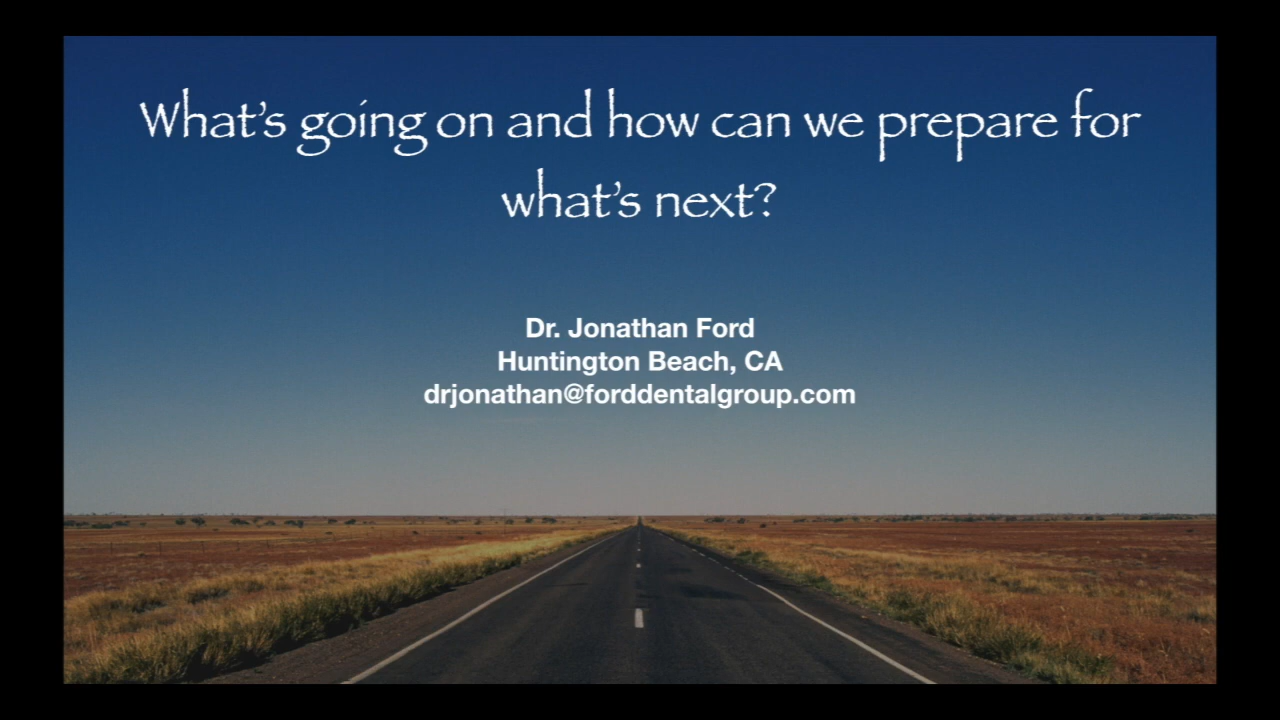 What's going on and how can we prepare for
what's next?
Dr. Jonathan Ford
Huntington Beach, CA
drjonathan@forddentalgroup.com